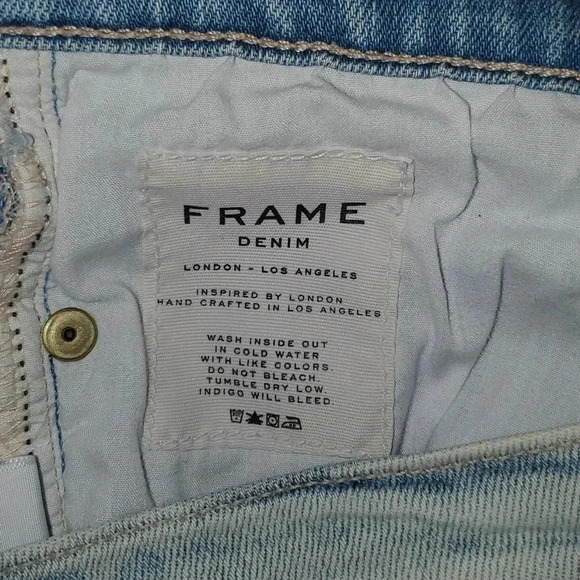 FRAME
DENIM
LONDON - LOS ANGELES
INSPIRED BY LONDON
HAND CRAFTED IN LOS ANGELES
WASH INSIDE OUT
IN COLD WATER
WITH LIKE COLORS.
DO NOT BLEACH.
TUMBLE DRY LOW.
INDIGO WILL BLEED.